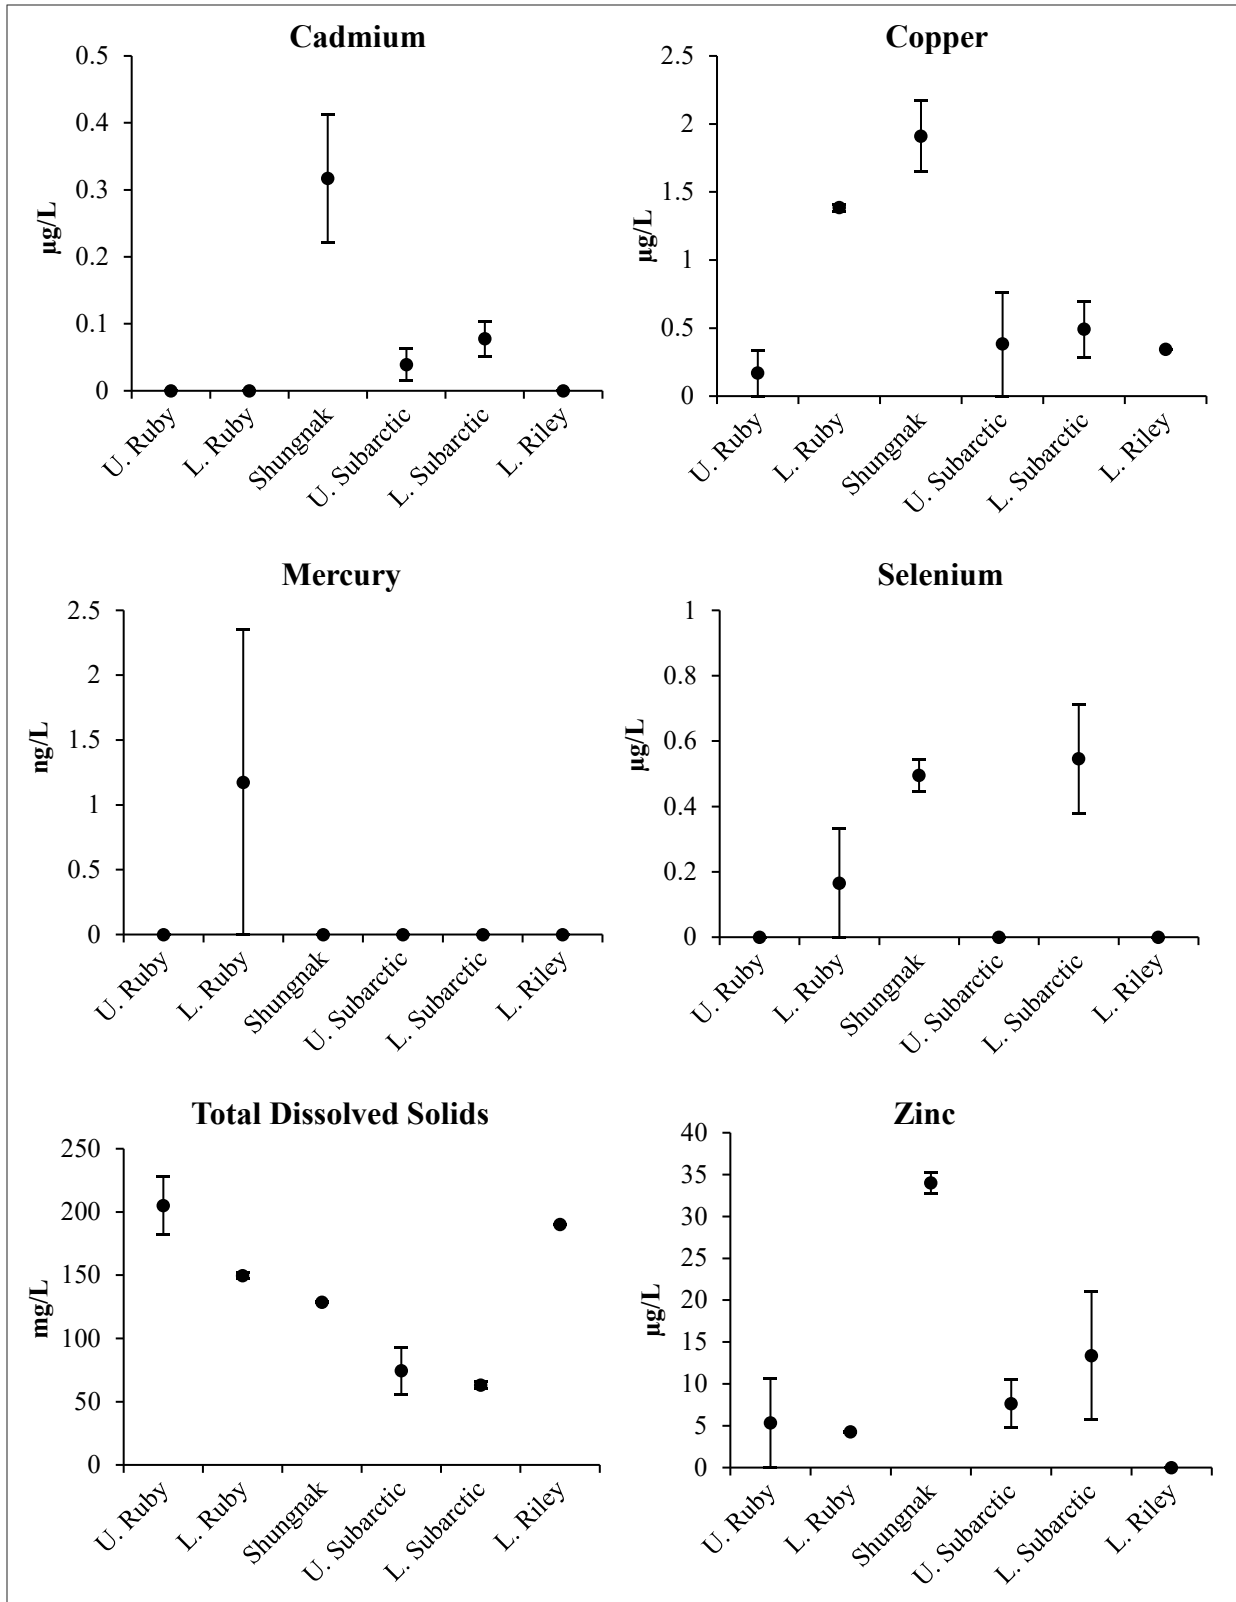 Cadmium
0.5
0.4
0.3
0.2
0.1
0
µg/L
U. Ruby
L. Ruby
Shungnak
U. Subarctic
L. Subarctic
L. Riley
Copper
2.5
2
1.5
1
0.5
0
µg/L
U. Ruby
L. Ruby
Shungnak
U. Subarctic
L. Subarctic
L. Riley
Mercury
2.5
2
1.5
1
0.5
0
ng/L
U. Ruby
L. Ruby
Shungnak
U. Subarctic
L. Subarctic
L. Riley
Selenium
1
0.8
0.6
0.4
0.2
0
µg/L
U. Ruby
L. Ruby
Shungnak
U. Subarctic
L. Subarctic
L. Riley
Total Dissolved Solids
250
200
150
100
50
0
mg/L
U. Ruby
L. Ruby
Shungnak
U. Subarctic
L. Subarctic
L. Riley
Zinc
40
35
30
25
20
15
10
5
0
µg/L
U. Ruby
L. Ruby
Shungnak
U. Subarctic
L. Subarctic
L. Riley